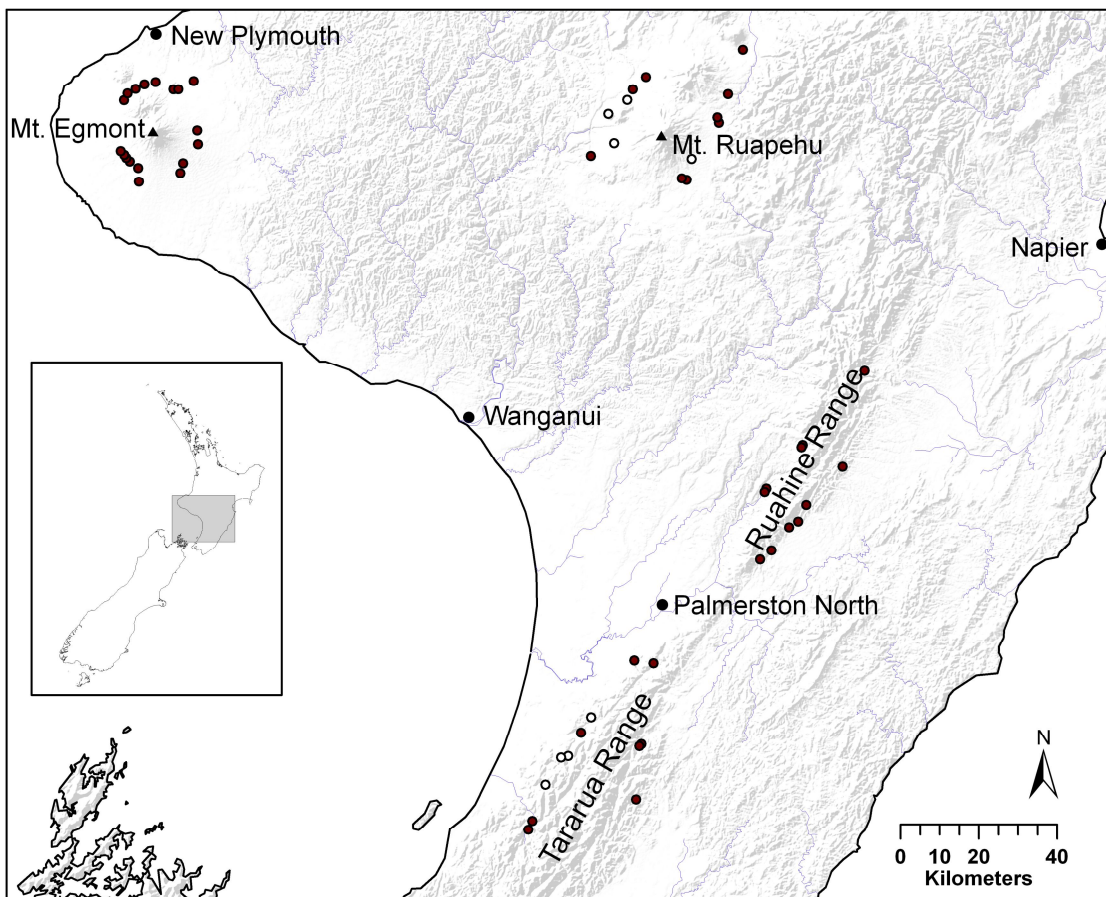 New Plymouth
Mt. Egmont
Mt. Ruapehu
Napier
Wanganui
Ruahine Range
Palmerston North
Tararua Range
N
0 10 20 40
Kilometers